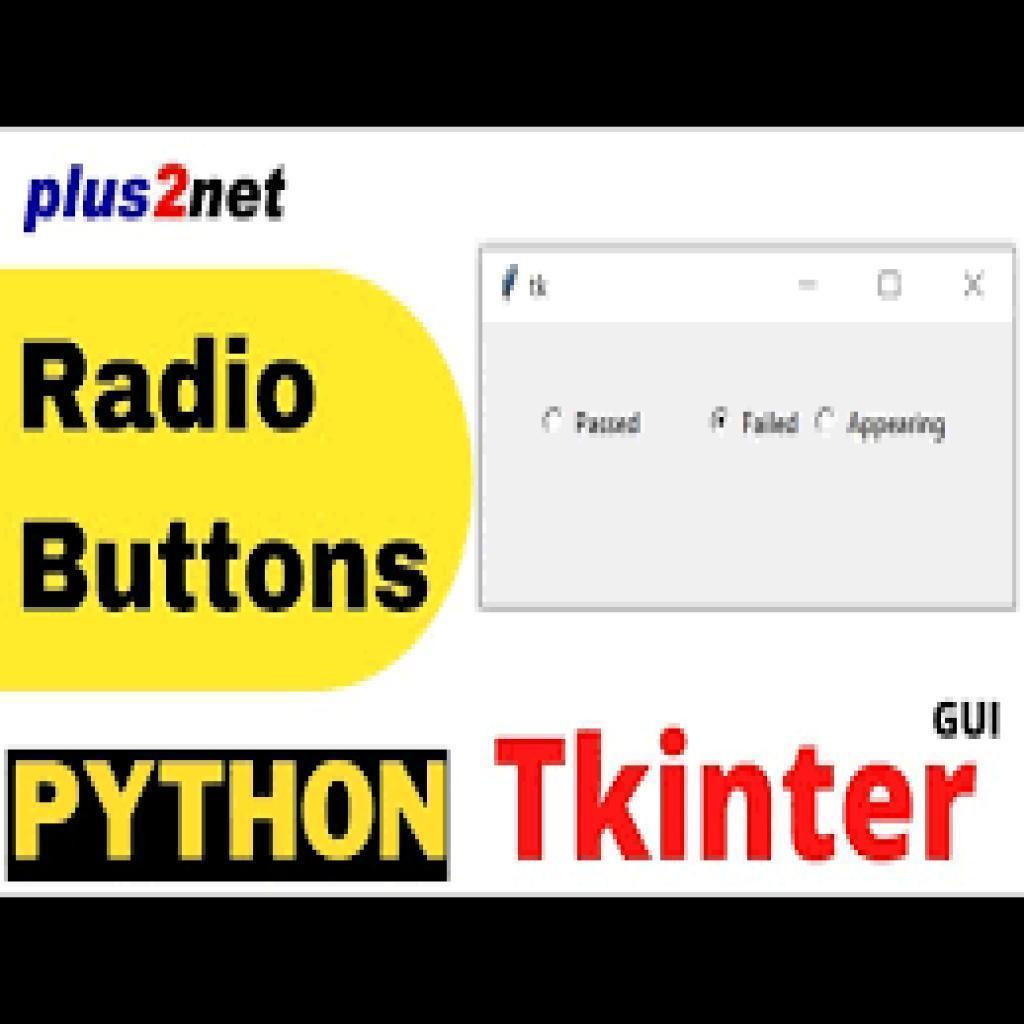 plus2net
Radio
Buttons
tk
Passed Failed Appearing
PYTHON
Tkinter
GUI